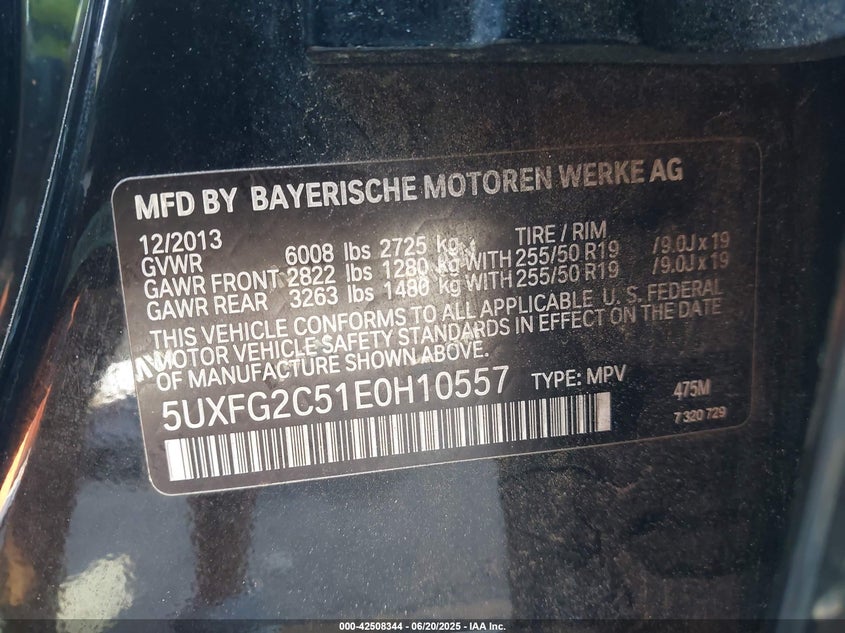 MFD BY BAYERISCHE MOTOREN WERKE AG
12/2013 TIRE / RIM
GVWR 6008 lbs 2725 kg
GAWR FRONT 2822 lbs 1280 kg WITH 255/50 R19 /9.0J x 19
GAWR REAR 3263 lbs 1480 kg WITH 255/50 R19 /9.0J x 19
THIS VEHICLE CONFORMS TO ALL APPLICABLE U. S. FEDERAL
MOTOR VEHICLE SAFETY STANDARDS IN EFFECT ON THE DATE
OF MANUFACTURE SHOWN ABOVE.
5UXFG2C51E0H10557 TYPE: MPV 475M
7 320 729
000-42508344 - 06/20/2025 - IAA Inc.